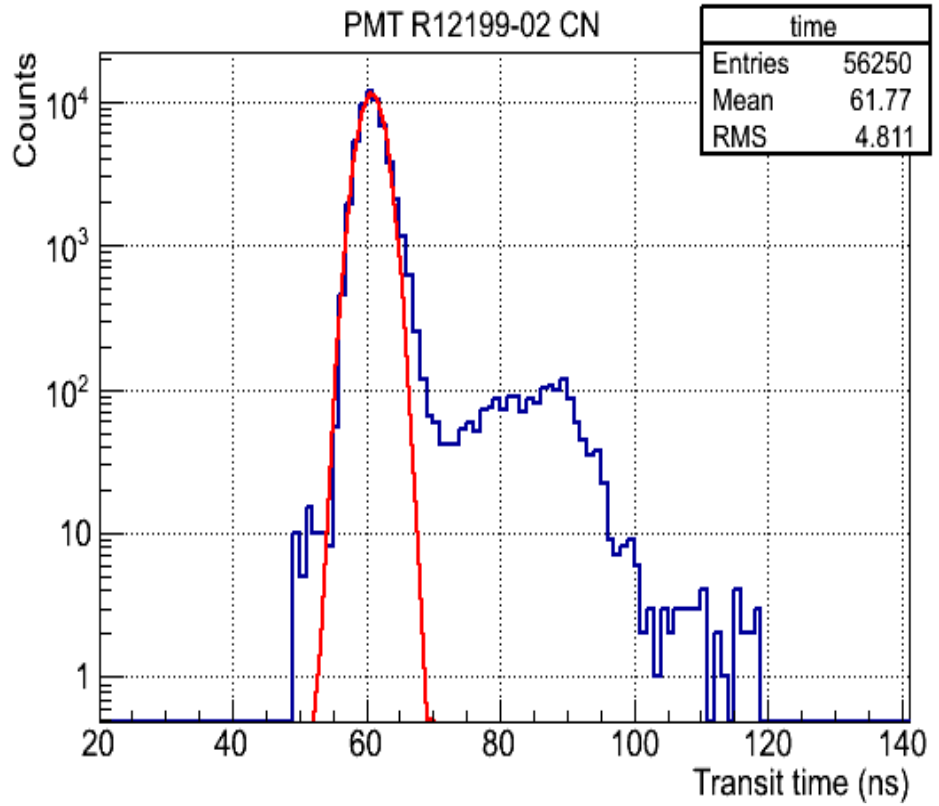 PMT R12199-02 CN
time
Entries 56250
Mean 61.77
RMS 4.811
Counts
10⁴
10³
10²
10
1
20 40 60 80 100 120 140
Transit time (ns)